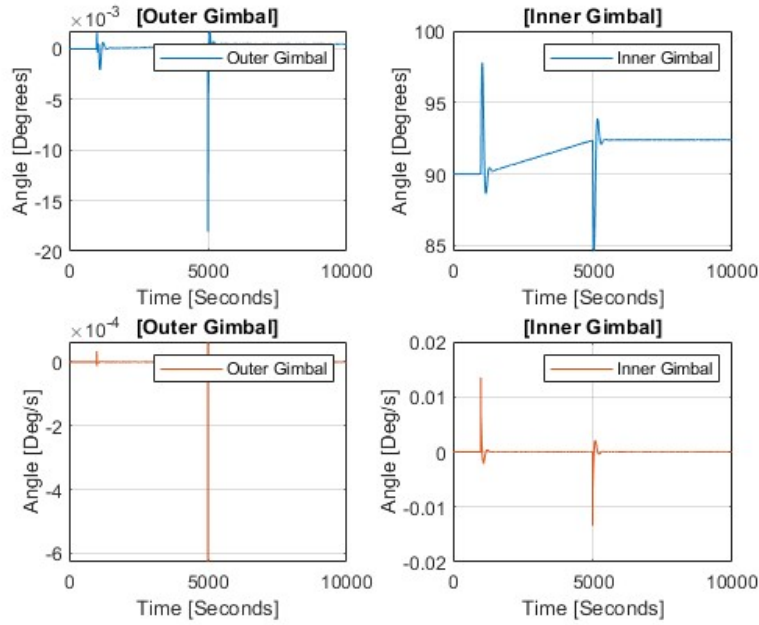 ×10-3
[Outer Gimbal]
0
-5
-10
-15
-20
Angle [Degrees]
Outer Gimbal
0
5000
10000
Time [Seconds]
[Inner Gimbal]
100
95
90
85
Angle [Degrees]
Inner Gimbal
0
5000
10000
Time [Seconds]
×10-4
[Outer Gimbal]
0
-2
-4
-6
Angle [Deg/s]
Outer Gimbal
0
5000
10000
Time [Seconds]
[Inner Gimbal]
0.02
0.01
0
-0.01
-0.02
Angle [Deg/s]
Inner Gimbal
0
5000
10000
Time [Seconds]